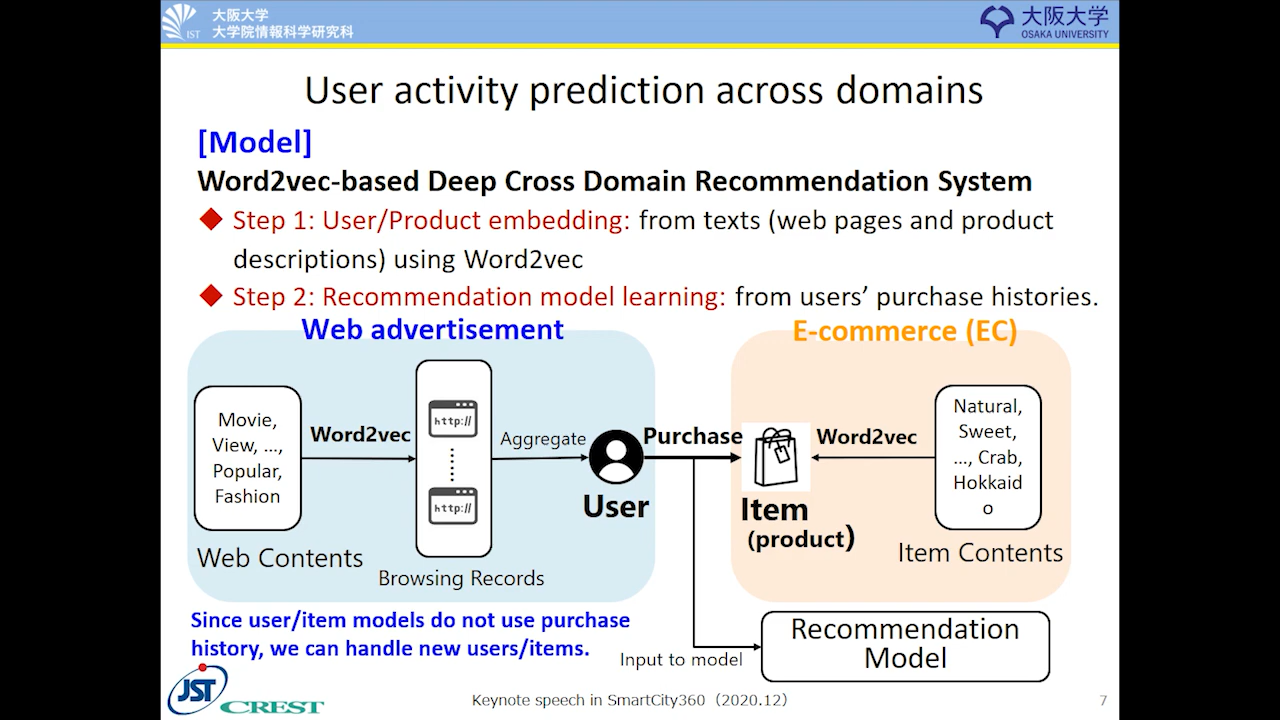 IST
大阪大学
大学院情報科学研究科
大阪大学
OSAKA UNIVERSITY
User activity prediction across domains
[Model]
Word2vec-based Deep Cross Domain Recommendation System
Step 1: User/Product embedding: from texts (web pages and product
descriptions) using Word2vec
Step 2: Recommendation model learning: from users' purchase histories.
Web advertisement
Movie,
View, ...,
Popular,
Fashion
Web Contents
Word2vec
http://
http://
Browsing Records
Aggregate
User
Purchase
E-commerce (EC)
Item
(product)
Word2vec
Natural,
Sweet,
..., Crab,
Hokkaid
o
Item Contents
Since user/item models do not use purchase
history, we can handle new users/items.
Input to model
Recommendation
Model
JST
CREST
Keynote speech in SmartCity360（2020.12）
7